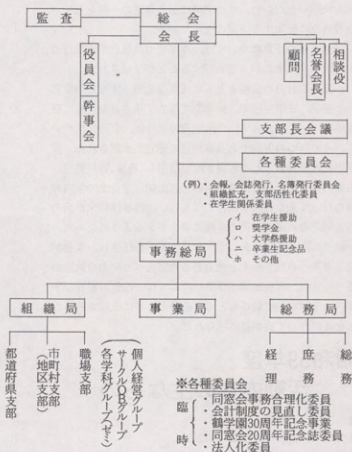 監査
総会
会長
役員会
幹事会
顧問
名誉会長
相談役
支部長会議
各種委員会
(例)・会報,会誌発行,名簿発行委員会
・組織拡充,支部活性化委員
・在学生関係委員
イ 在学生援助
ロ 奨学金
ハ 大学祭援助
ニ 卒業生記念品
ホ その他
事務総局
組織局
事業局
総務局
都道府県支部
市町村支部
(地区支部)
職場支部
各学科グループ(ゼミ)
サークルOBグループ
個人経営グループ
経理
庶務
総務
※各種委員会
臨時
・同窓会事務の合理化委員
・会計制度の見直し委員
・鶴学園30周年記念事業
・同窓会20周年記念誌委員
・法人化委員